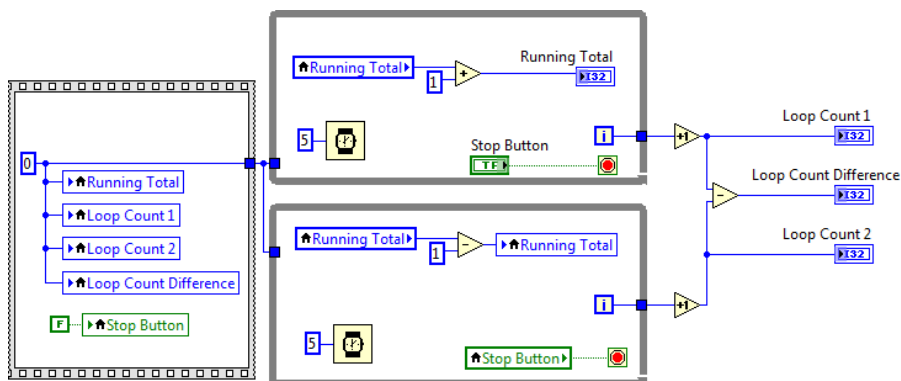 Running Total
Running Total
1
+
I32
5
i
+1
Loop Count 1
I32
Stop Button
TF
0
Running Total
Loop Count 1
Loop Count 2
Loop Count Difference
F
Stop Button
Loop Count Difference
-
I32
Running Total
1
-
Running Total
Loop Count 2
I32
i
+1
5
Stop Button